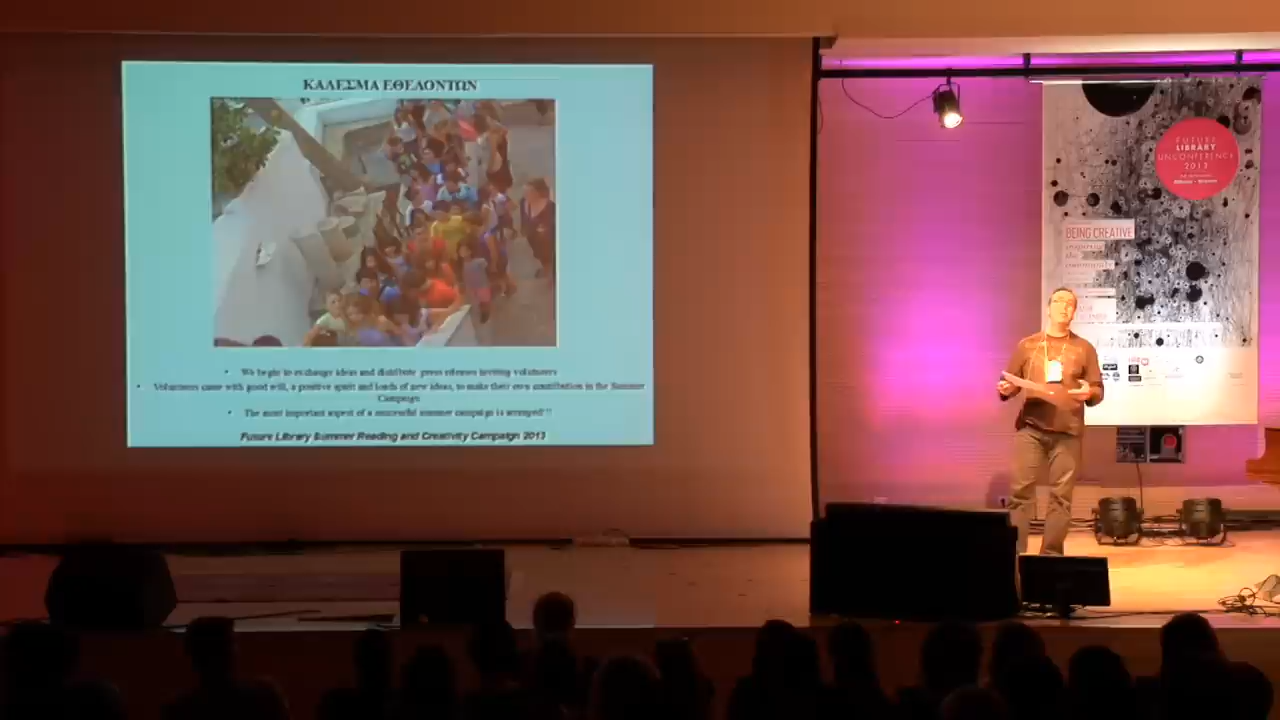 ΚΑΛΕΣΜΑ ΕΘΕΛΟΝΤΩΝ
• We begin to exchange ideas and distribute press releases inviting volunteers
• Volunteers came with good will, a positive spirit and loads of new ideas, to make their own contribution in the Summer
Campaign
• The most important aspect of a successful summer campaign is arranged!!!
Future Library Summer Reading and Creativity Campaign 2013
FUTURE
LIBRARY
UNCONFERENCE
2013
BEING CREATIVE